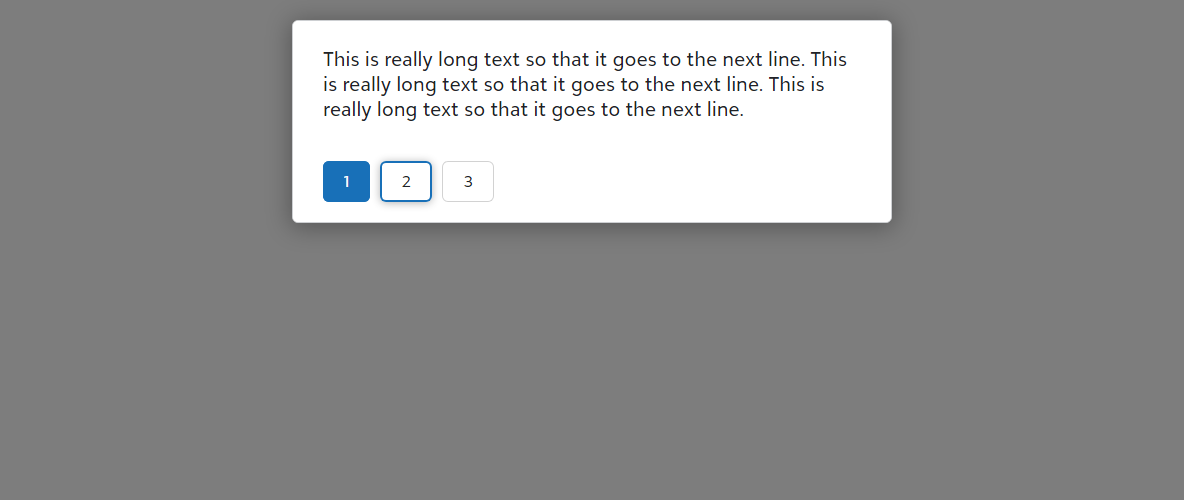 This is really long text so that it goes to the next line. This
is really long text so that it goes to the next line. This is
really long text so that it goes to the next line.
1 2 3